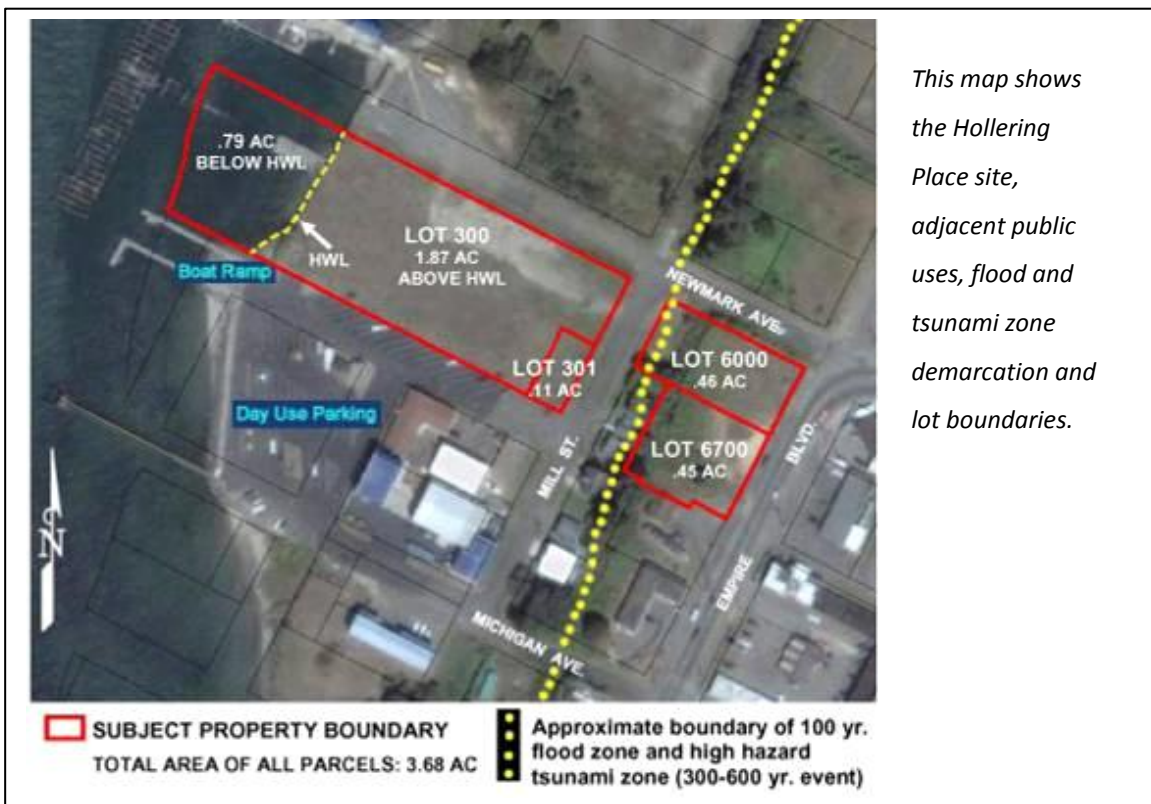 .79 AC
BELOW HWL
HWL
LOT 300
1.87 AC
ABOVE HWL
Boat Ramp
NEWMARK AVE.
LOT 301
.11 AC
LOT 6000
.46 AC
Day Use Parking
LOT 6700
.45 AC
BLVD.
MILL ST.
EMPIRE
MICHIGAN AVE.
N
This map shows
the Hollering
Place site,
adjacent public
uses, flood and
tsunami zone
demarcation and
lot boundaries.
SUBJECT PROPERTY BOUNDARY
TOTAL AREA OF ALL PARCELS: 3.68 AC
Approximate boundary of 100 yr.
flood zone and high hazard
tsunami zone (300-600 yr. event)